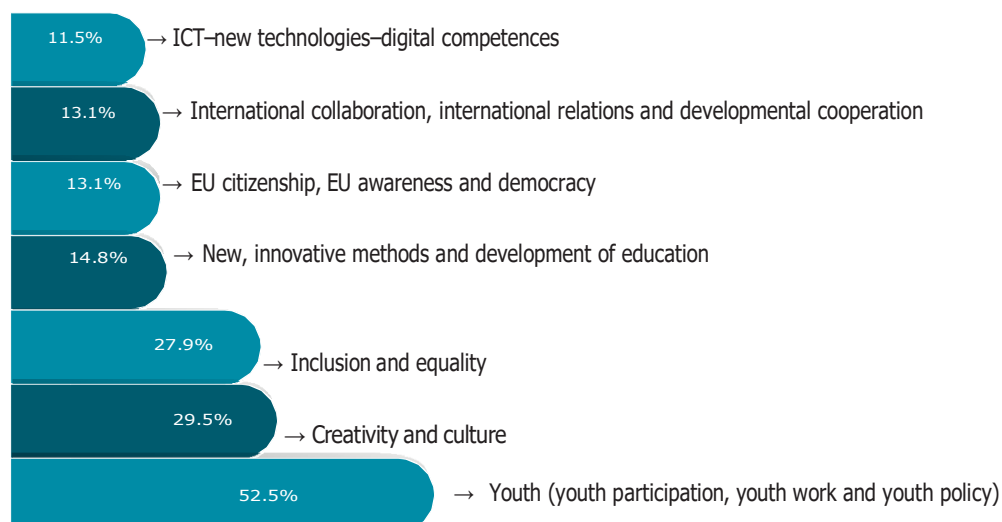 11.5% → ICT–new technologies–digital competences
13.1% → International collaboration, international relations and developmental cooperation
13.1% → EU citizenship, EU awareness and democracy
14.8% → New, innovative methods and development of education
27.9% → Inclusion and equality
29.5% → Creativity and culture
52.5% → Youth (youth participation, youth work and youth policy)